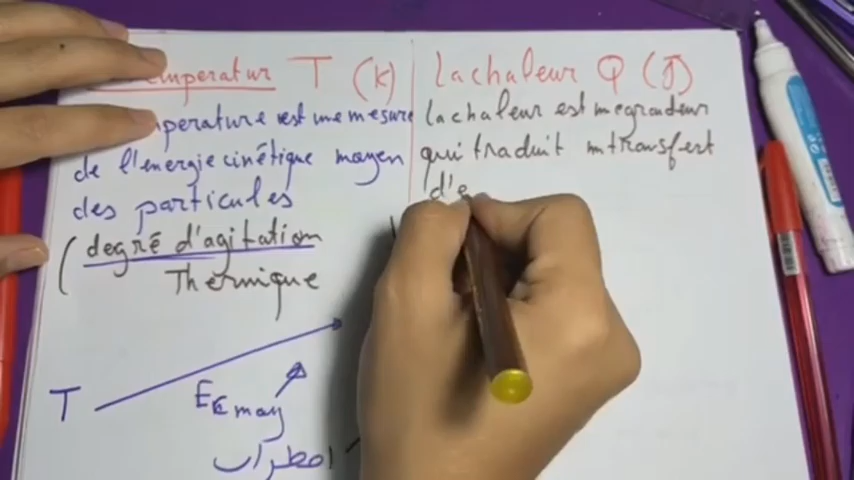 emperatur T (K)
perature est une mesure
de l'energie cinétique moyen
des particules
(degré d'agitation
Thermique
T
Ec moy
اضطراب
La chaleur Q (J)
la chaleur est une grandeur
qui traduit un transfert
d'e